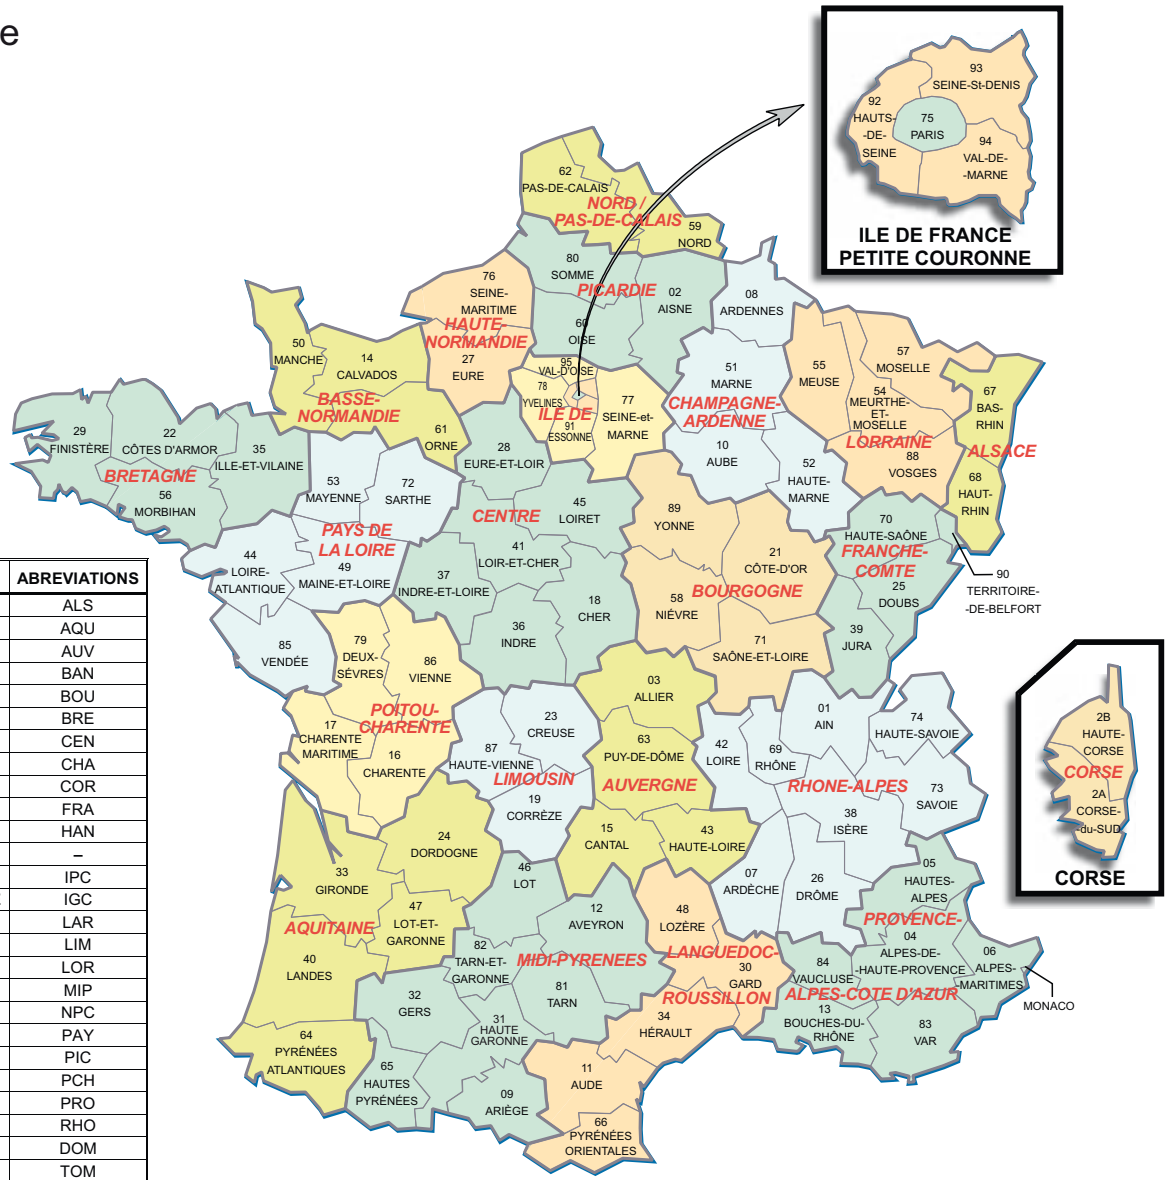 e
93
SEINE-St-DENIS
92
HAUTS-
-DE-
SEINE
75
PARIS
94
VAL-DE-
-MARNE
ILE DE FRANCE
PETITE COURONNE
62
PAS-DE-CALAIS
NORD /
PAS-DE-CALAIS
59
NORD
80
SOMME
PICARDIE
02
AISNE
60
OISE
76
SEINE-
MARITIME
HAUTE-
NORMANDIE
27
EURE
08
ARDENNES
51
MARNE
CHAMPAGNE-
ARDENNE
10
AUBE
52
HAUTE-
MARNE
55
MEUSE
57
MOSELLE
54
MEURTHE-
ET-
MOSELLE
LORRAINE
88
VOSGES
67
BAS-
RHIN
ALSACE
68
HAUT-
RHIN
50
MANCHE
14
CALVADOS
BASSE-
NORMANDIE
61
ORNE
95
VAL-D'OISE
78
YVELINES
ILE DE
91
ESSONNE
77
SEINE-et-
MARNE
29
FINISTÈRE
22
CÔTES D'ARMOR
35
ILLE-ET-VILAINE
BRETAGNE
56
MORBIHAN
53
MAYENNE
72
SARTHE
PAYS DE
LA LOIRE
44
LOIRE-
ATLANTIQUE
49
MAINE-ET-LOIRE
85
VENDÉE
28
EURE-ET-LOIR
CENTRE
45
LOIRET
41
LOIR-ET-CHER
37
INDRE-ET-LOIRE
18
CHER
36
INDRE
89
YONNE
21
CÔTE-D'OR
BOURGOGNE
58
NIÉVRE
71
SAÔNE-ET-LOIRE
70
HAUTE-SAÔNE
FRANCHE-
COMTE
25
DOUBS
39
JURA
90
TERRITOIRE-
-DE-BELFORT
79
DEUX-
SÉVRES
86
VIENNE
POITOU-
CHARENTE
17
CHARENTE
MARITIME
16
CHARENTE
23
CREUSE
87
HAUTE-VIENNE
LIMOUSIN
19
CORRÈZE
03
ALLIER
63
PUY-DE-DÔME
AUVERGNE
15
CANTAL
43
HAUTE-LOIRE
01
AIN
74
HAUTE-SAVOIE
42
LOIRE
69
RHÔNE
RHONE-ALPES
73
SAVOIE
38
ISÈRE
07
ARDÈCHE
26
DRÔME
2B
HAUTE-
CORSE
CORSE
2A
CORSE-
-du-SUD
CORSE
24
DORDOGNE
33
GIRONDE
47
LOT-ET-
GARONNE
AQUITAINE
40
LANDES
64
PYRÉNÉES
ATLANTIQUES
46
LOT
12
AVEYRON
82
TARN-ET-
GARONNE
MIDI-PYRENEES
81
TARN
32
GERS
31
HAUTE
GARONNE
65
HAUTES
PYRÉNÉES
09
ARIÈGE
48
LOZÈRE
LANGUEDOC-
30
GARD
ROUSSILLON
34
HÉRAULT
11
AUDE
66
PYRÉNÉES
ORIENTALES
05
HAUTES-
ALPES
PROVENCE-
04
ALPES-DE-
-HAUTE-PROVENCE
06
ALPES-
-MARITIMES
84
VAUCLUSE
ALPES-COTE D'AZUR
13
BOUCHES-DU-
RHÔNE
83
VAR
MONACO
ABREVIATIONS
ALS
AQU
AUV
BAN
BOU
BRE
CEN
CHA
COR
FRA
HAN
–
IPC
IGC
LAR
LIM
LOR
MIP
NPC
PAY
PIC
PCH
PRO
RHO
DOM
TOM